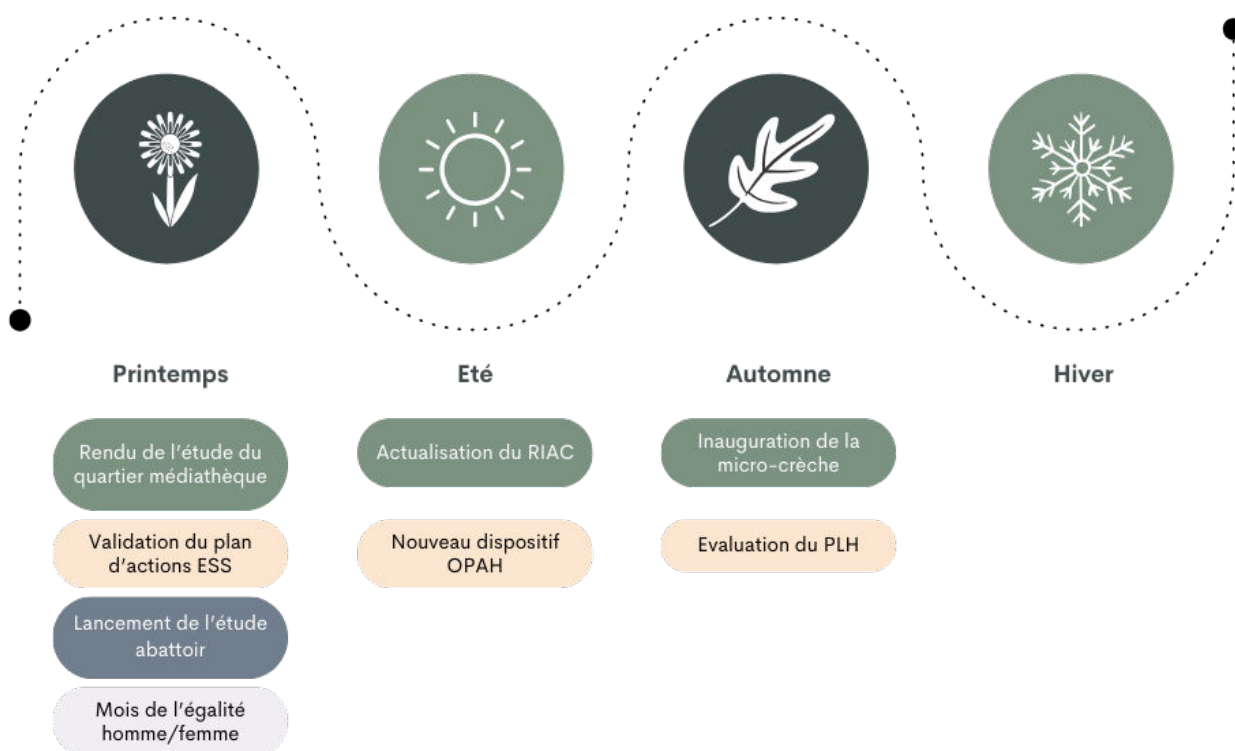 Printemps
Eté
Automne
Hiver
Rendu de l'étude du
quartier médiathèque
Validation du plan
d'actions ESS
Lancement de l'étude
abattoir
Mois de l'égalité
homme/femme
Actualisation du RIAC
Nouveau dispositif
OPAH
Inauguration de la
micro-crèche
Evaluation du PLH